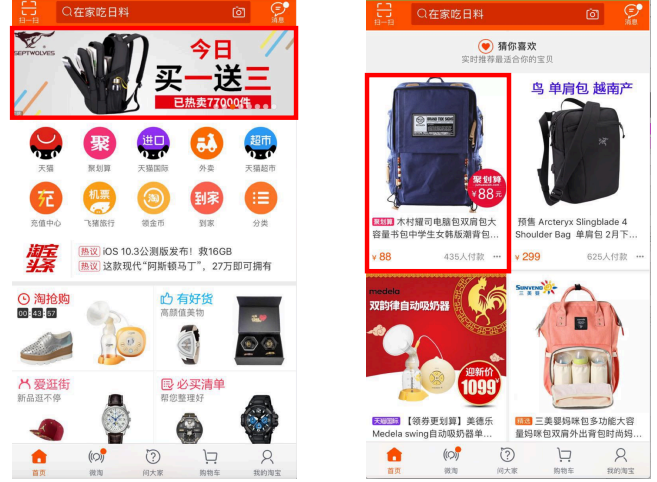 扫一扫
在家吃日料
消息
SEPTWOLVES
今日
买一送三
已热卖77000件
聚
进口
超市
天猫
聚划算
天猫国际
外卖
天猫超市
充
机票
淘
到家
充值中心
飞猪旅行
领金币
到家
分类
淘宝头条
热议 iOS 10.3公测版发布！救16GB
热议 这款现代“阿斯顿马丁”，27万即可拥有
淘抢购
00:43:57
有好货
高颜值美物
爱逛街
新品逛不停
必买清单
帮您整理好
首页
微淘
问大家
购物车
我的淘宝
扫一扫
在家吃日料
消息
猜你喜欢
实时推荐最适合你的宝贝
聚划算
¥88元
聚划算 木村耀司电脑包双肩包大
容量书包中学生女韩版潮背包...
¥ 88
435人付款
鸟 单肩包 越南产
预售 Arcteryx Slingblade 4
Shoulder Bag 单肩包 2月下...
¥ 299
625人付款
medela
双韵律自动吸奶器
迎新价
1099¥
天猫国际 【领券更划算】美德乐
Medela swing自动吸奶器单...
SUNVENO
三美婴
精选 三美婴妈咪包多功能大容
量妈咪包双肩外出背包时尚妈...
首页
微淘
问大家
购物车
我的淘宝